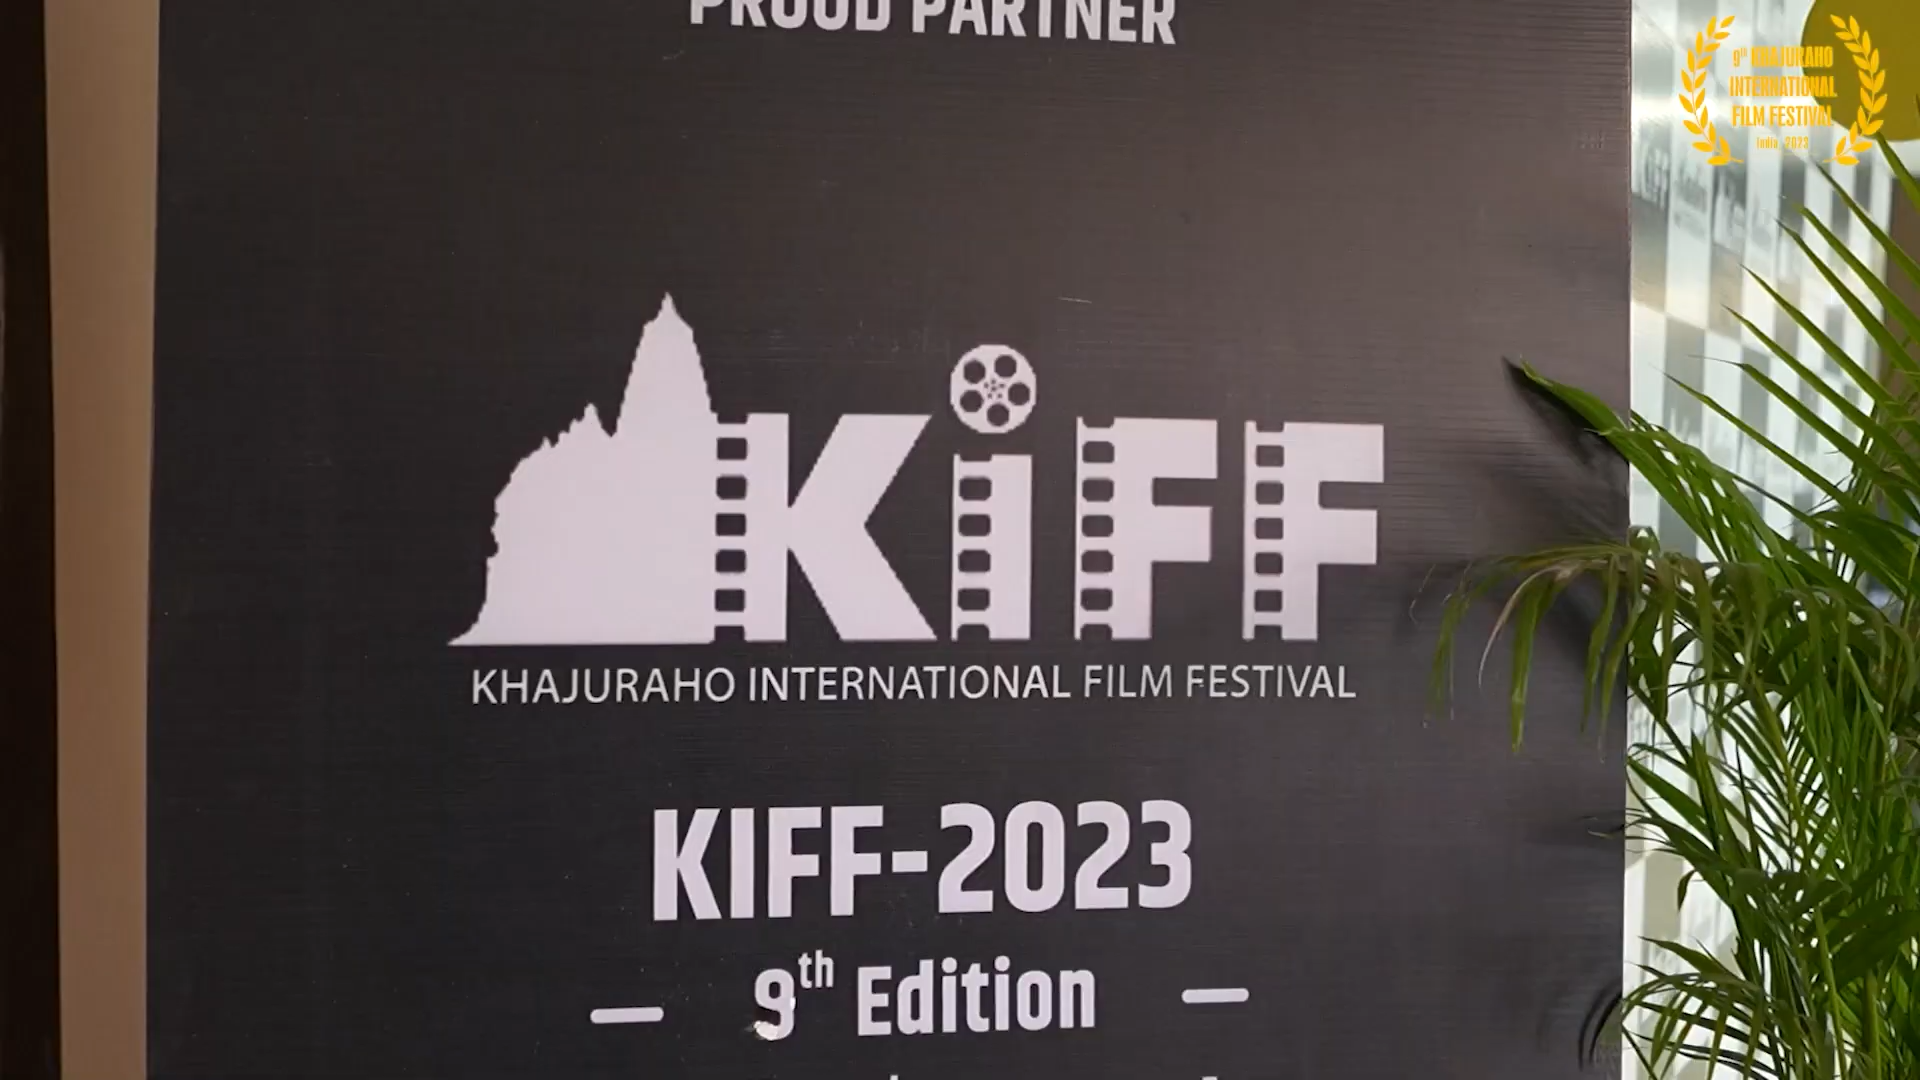 PROUD PARTNER
9th KHAJURAHO
INTERNATIONAL
FILM FESTIVAL
India 2023
KiFF
KHAJURAHO INTERNATIONAL FILM FESTIVAL
KIFF-2023
9th Edition